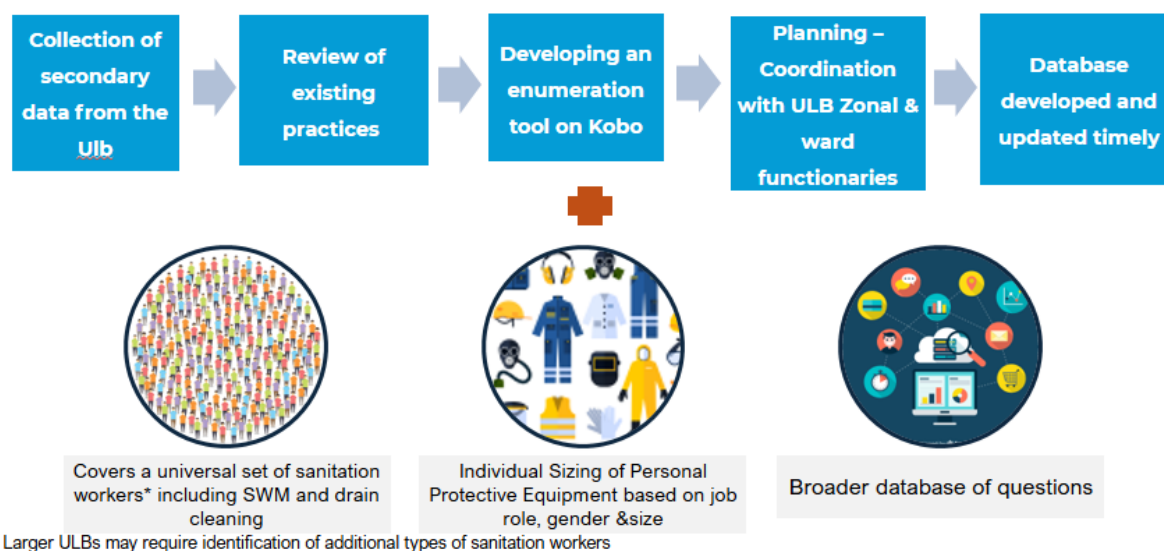 Collection of
secondary
data from the
Ulb
Review of
existing
practices
Developing an
enumeration
tool on Kobo
Planning –
Coordination
with ULB Zonal &
ward
functionaries
Database
developed and
updated timely
Covers a universal set of sanitation
workers* including SWM and drain
cleaning
Individual Sizing of Personal
Protective Equipment based on job
role, gender &size
Broader database of questions
Larger ULBs may require identification of additional types of sanitation workers